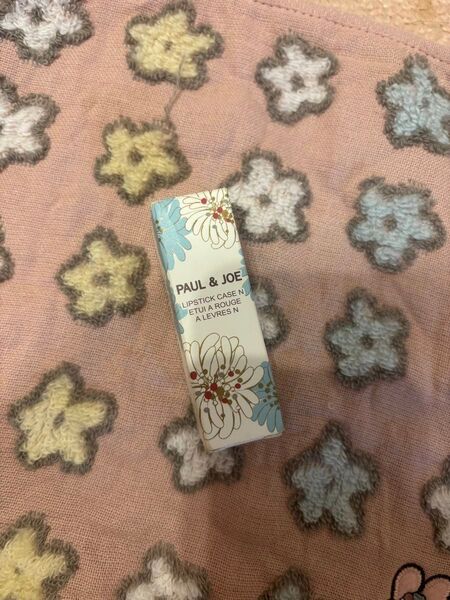 PAUL & JOE
LIPSTICK CASE N
ETUI A ROUGE
A LEVRES N